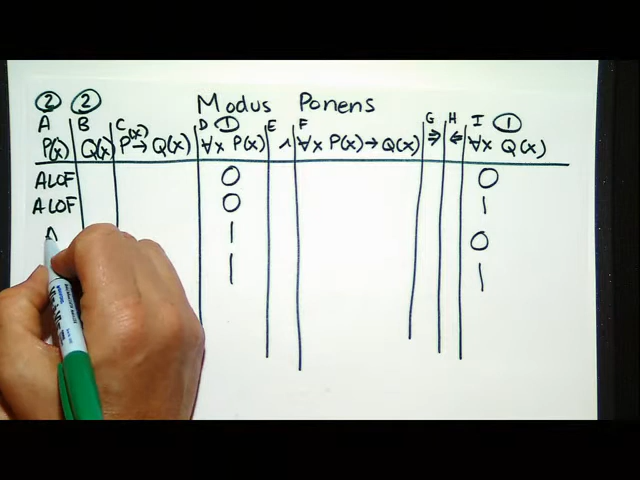 ② ② Modus Ponens
A B C D ① E F G H I ①
P(x) Q(x) P(x) → Q(x) ∀x P(x) ∧ ∀x P(x) → Q(x) ⇒ ⇐ ∀x Q(x)
ALOF 0 0
ALOF 0 1
A 1 0
1 1